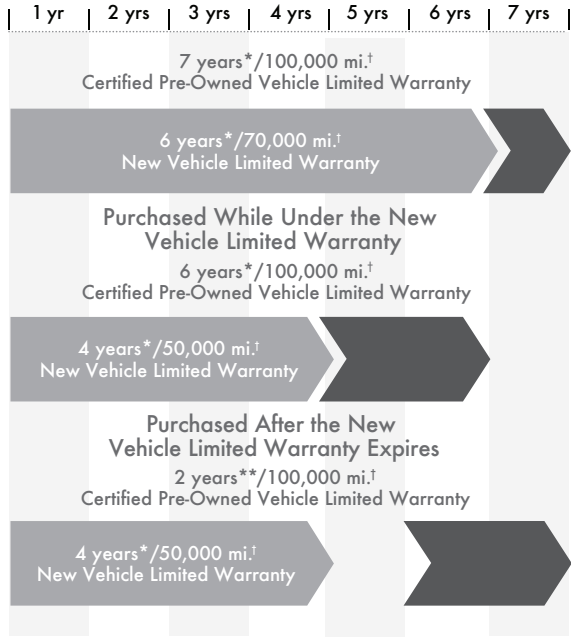 1 yr | 2 yrs | 3 yrs | 4 yrs | 5 yrs | 6 yrs | 7 yrs
7 years*/100,000 mi.†
Certified Pre-Owned Vehicle Limited Warranty
6 years*/70,000 mi.†
New Vehicle Limited Warranty
Purchased While Under the New
Vehicle Limited Warranty
6 years*/100,000 mi.†
Certified Pre-Owned Vehicle Limited Warranty
4 years*/50,000 mi.†
New Vehicle Limited Warranty
Purchased After the New
Vehicle Limited Warranty Expires
2 years**/100,000 mi.†
Certified Pre-Owned Vehicle Limited Warranty
4 years*/50,000 mi.†
New Vehicle Limited Warranty